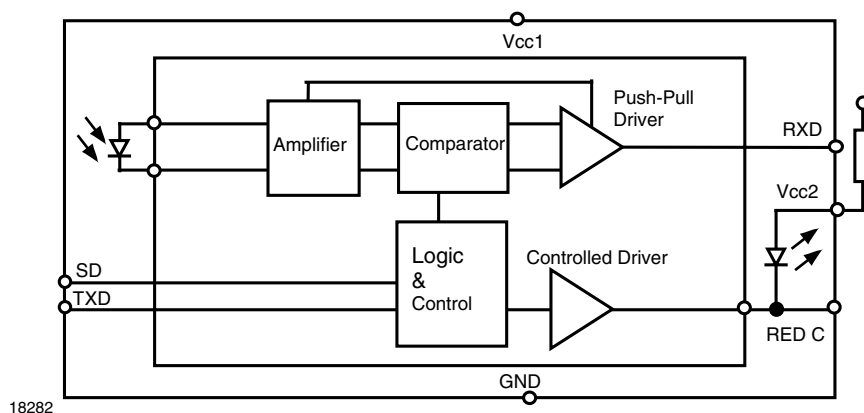 Vcc1
Push-Pull
Driver
Amplifier
Comparator
RXD
Vcc2
SD
TXD
Logic
&
Control
Controlled Driver
RED C
GND
18282